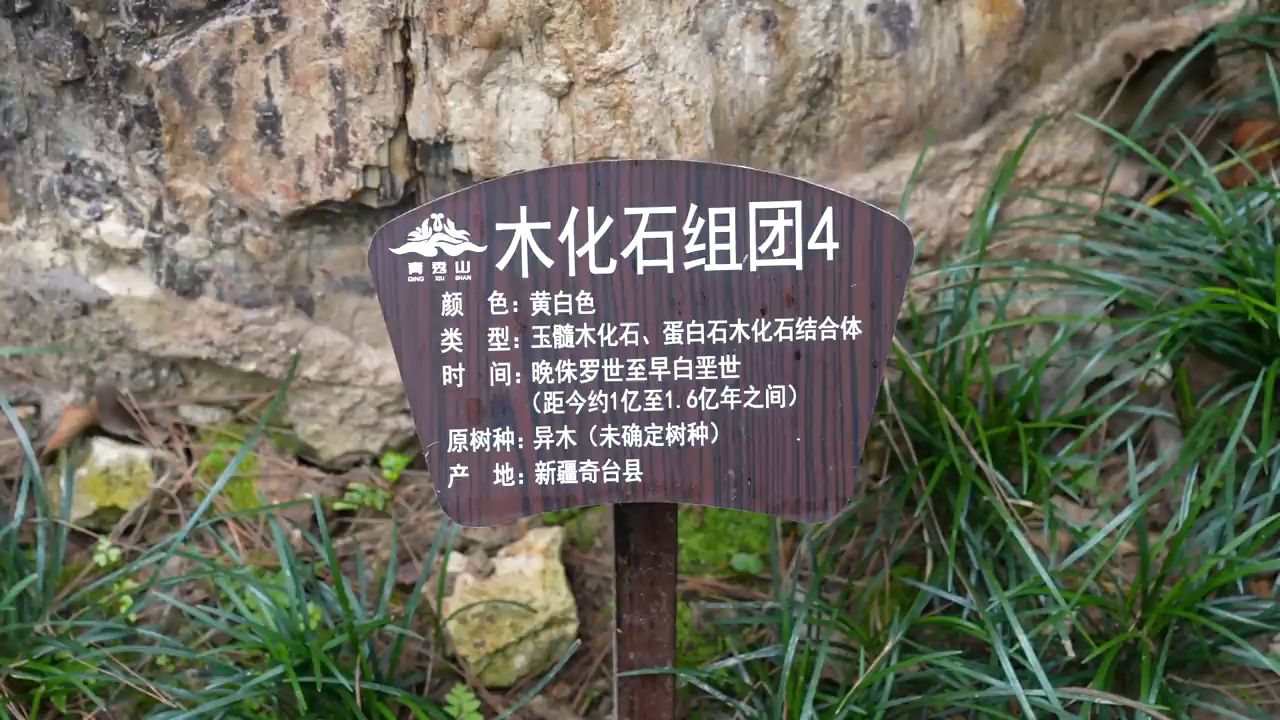 木化石组团4
青秀山
QING XIU SHAN
颜 色：黄白色
类 型：玉髓木化石、蛋白石木化石结合体
时 间：晚侏罗世至早白垩世
（距今约1亿至1.6亿年之间）
原树种：异木（未确定树种）
产 地：新疆奇台县